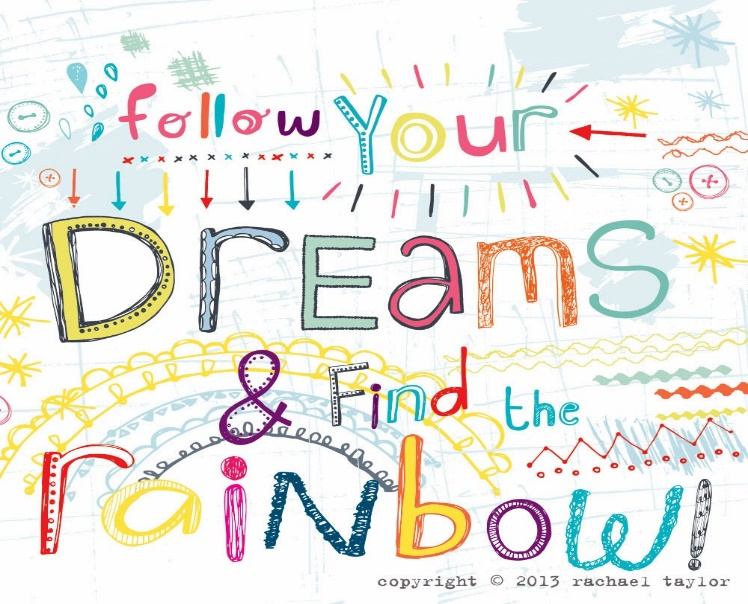 follow Your
DrEams
& Find the
rainbow!
copyright © 2013 rachael taylor